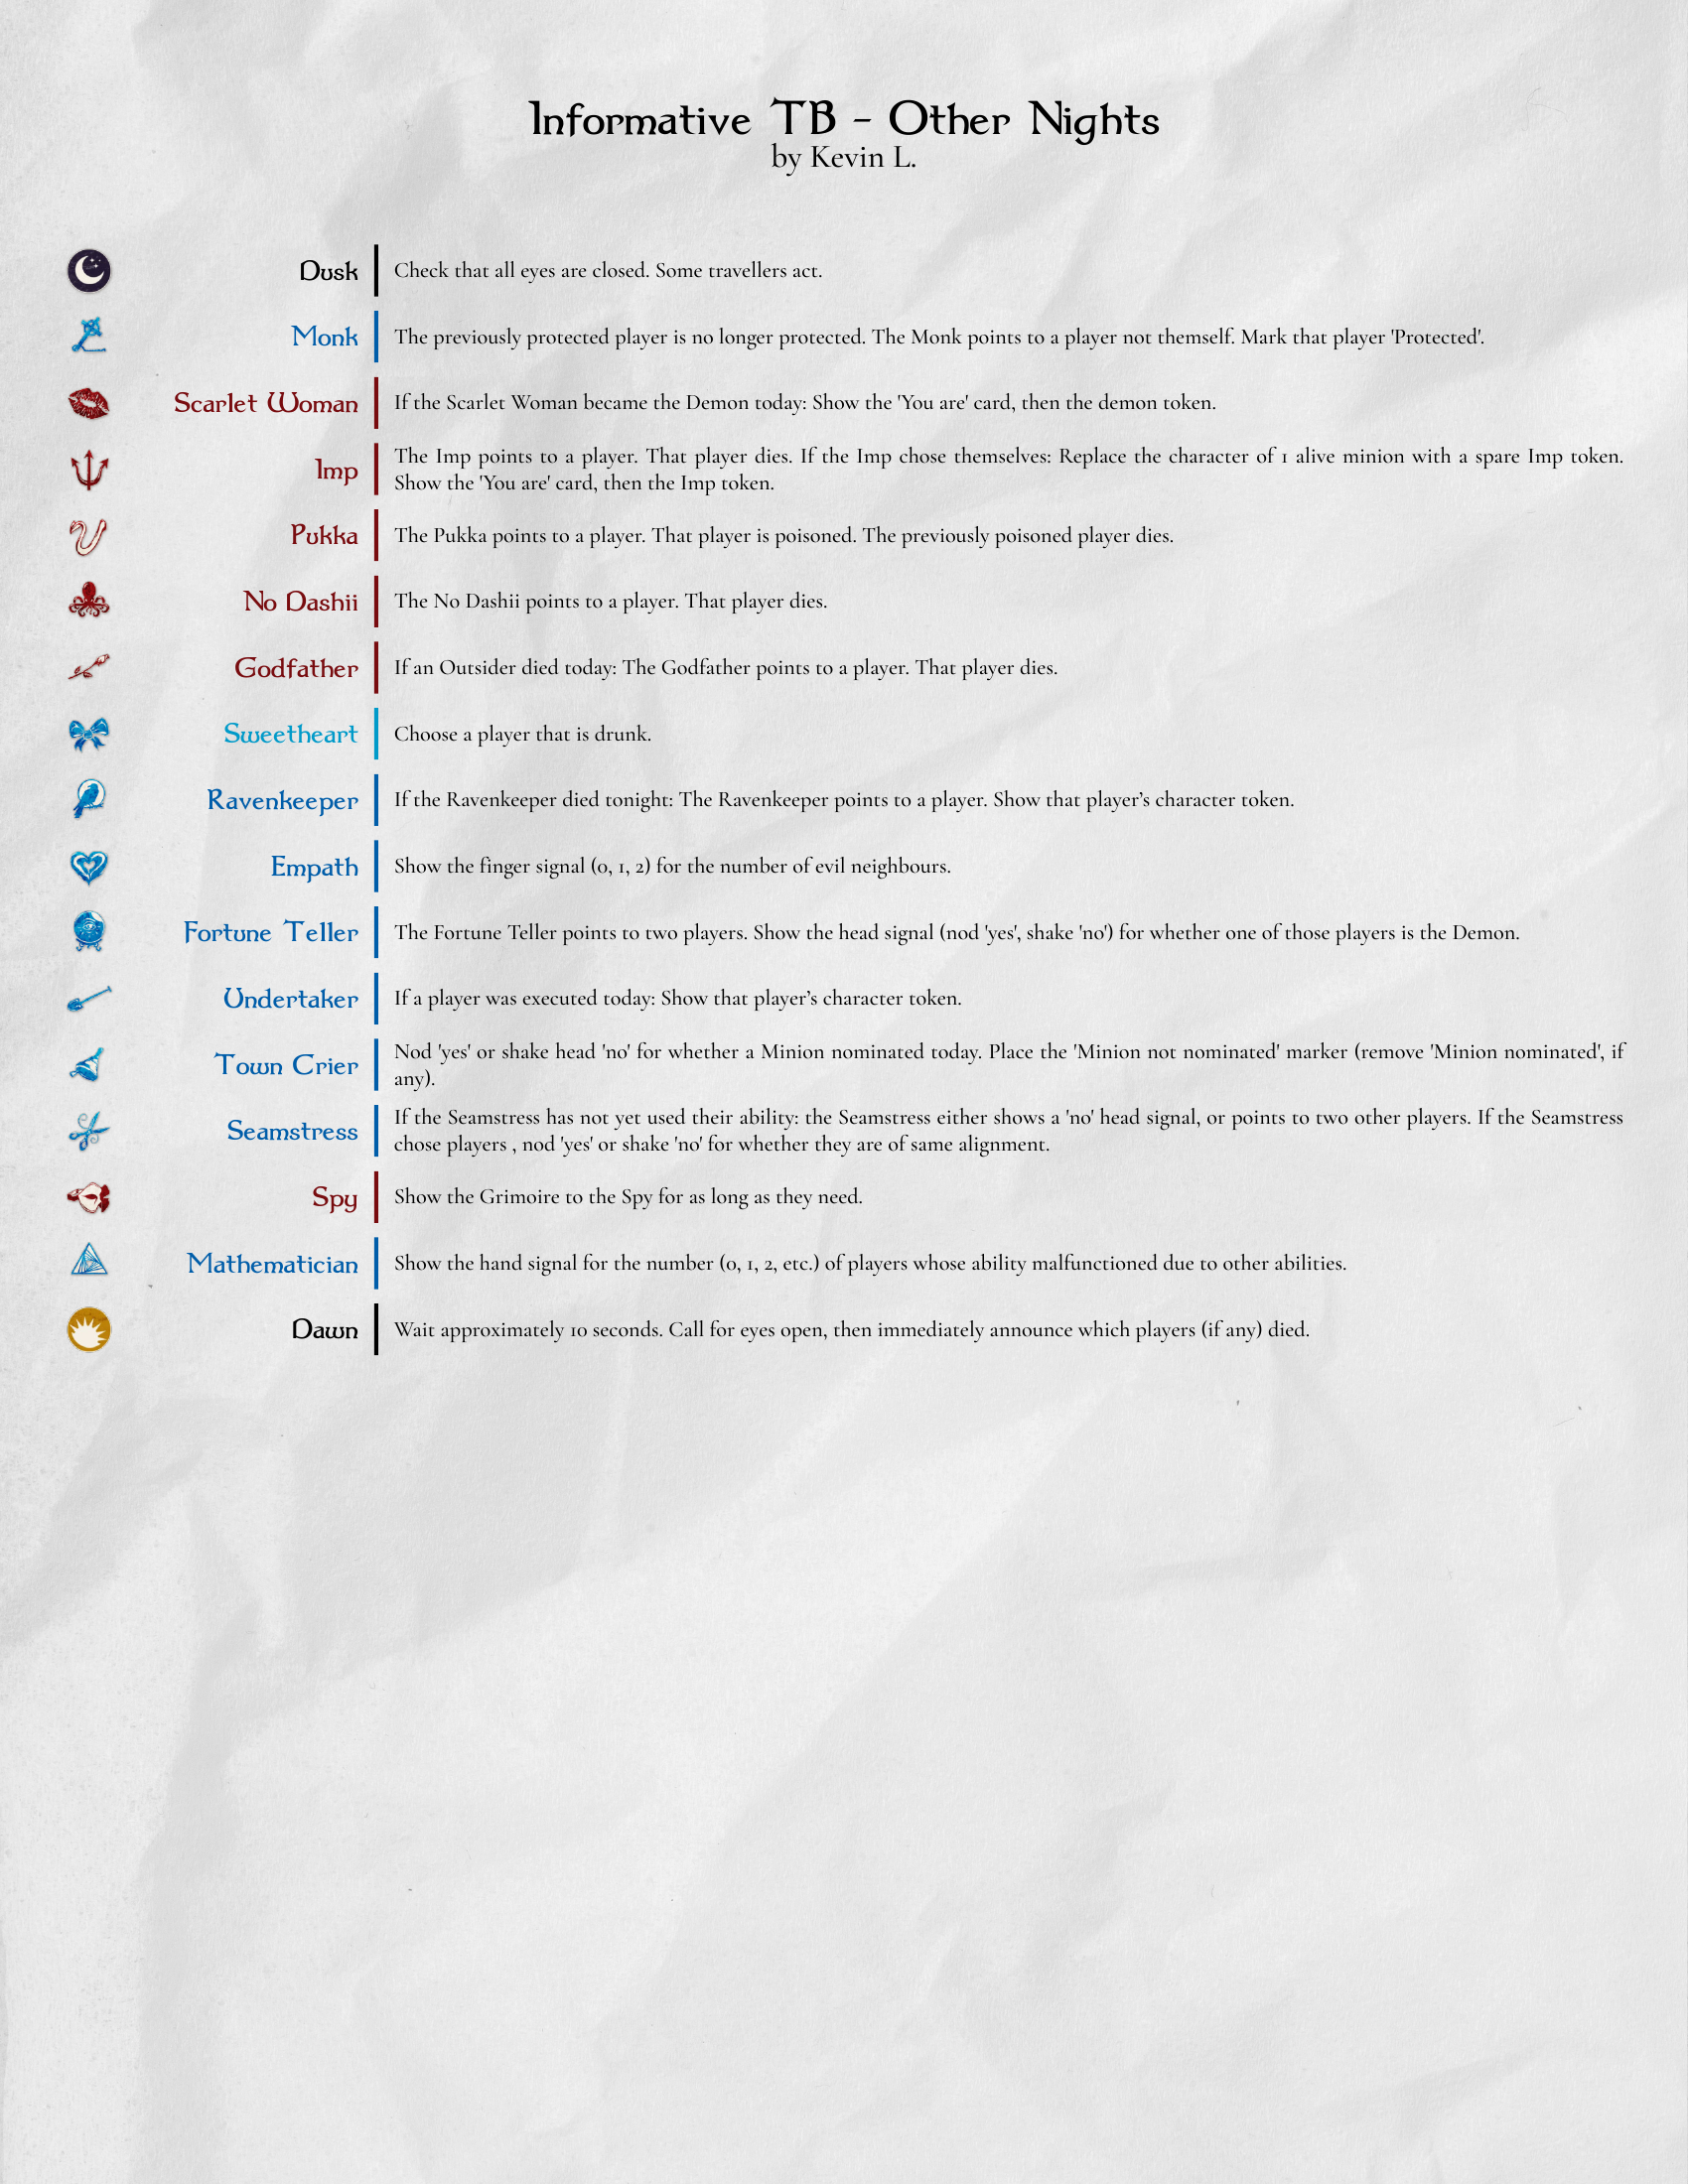 Informative TB - Other Nights
by Kevin L.
Dusk
Check that all eyes are closed. Some travellers act.
Monk
The previously protected player is no longer protected. The Monk points to a player not themself. Mark that player 'Protected'.
Scarlet Woman
If the Scarlet Woman became the Demon today: Show the 'You are' card, then the demon token.
Imp
The Imp points to a player. That player dies. If the Imp chose themselves: Replace the character of 1 alive minion with a spare Imp token.
Show the 'You are' card, then the Imp token.
Pukka
The Pukka points to a player. That player is poisoned. The previously poisoned player dies.
No Dashii
The No Dashii points to a player. That player dies.
Godfather
If an Outsider died today: The Godfather points to a player. That player dies.
Sweetheart
Choose a player that is drunk.
Ravenkeeper
If the Ravenkeeper died tonight: The Ravenkeeper points to a player. Show that player’s character token.
Empath
Show the finger signal (0, 1, 2) for the number of evil neighbours.
Fortune Teller
The Fortune Teller points to two players. Show the head signal (nod 'yes', shake 'no') for whether one of those players is the Demon.
Undertaker
If a player was executed today: Show that player’s character token.
Town Crier
Nod 'yes' or shake head 'no' for whether a Minion nominated today. Place the 'Minion not nominated' marker (remove 'Minion nominated', if
any).
Seamstress
If the Seamstress has not yet used their ability: the Seamstress either shows a 'no' head signal, or points to two other players. If the Seamstress
chose players , nod 'yes' or shake 'no' for whether they are of same alignment.
Spy
Show the Grimoire to the Spy for as long as they need.
Mathematician
Show the hand signal for the number (0, 1, 2, etc.) of players whose ability malfunctioned due to other abilities.
Dawn
Wait approximately 10 seconds. Call for eyes open, then immediately announce which players (if any) died.